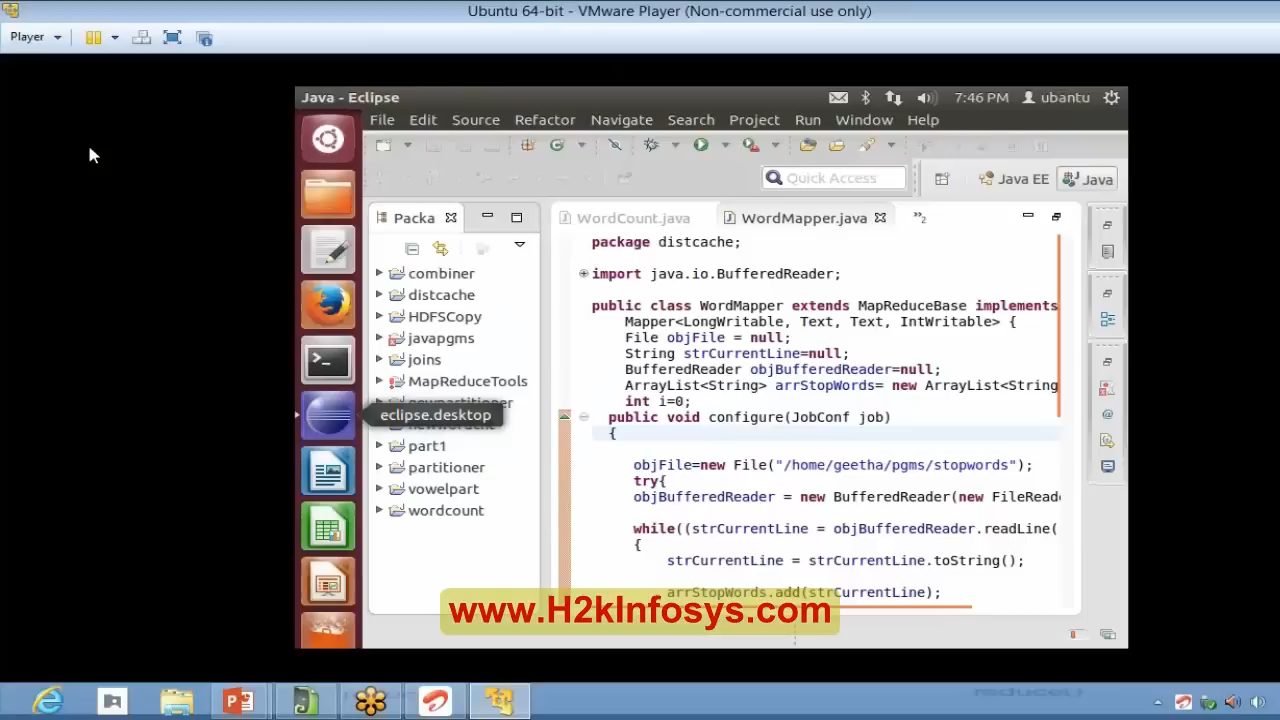 Ubuntu 64-bit - VMware Player (Non-commercial use only)
Player
Java - Eclipse
7:46 PM
ubantu
File Edit Source Refactor Navigate Search Project Run Window Help
Quick Access
Java EE
Java
Packa
WordCount.java
WordMapper.java
»2
combiner
distcache
HDFSCopy
javapgms
joins
MapReduceTools
newpartitioner
eclipse.desktop
part1
partitioner
vowelpart
wordcount
package distcache;
import java.io.BufferedReader;
public class WordMapper extends MapReduceBase implements
Mapper<LongWritable, Text, Text, IntWritable> {
File objFile = null;
String strCurrentLine=null;
BufferedReader objBufferedReader=null;
ArrayList<String> arrStopWords= new ArrayList<String
int i=0;
public void configure(JobConf job)
{
objFile=new File("/home/geetha/pgms/stopwords");
try{
objBufferedReader = new BufferedReader(new FileReade
while((strCurrentLine = objBufferedReader.readLine(
{
strCurrentLine = strCurrentLine.toString();
arrStopWords.add(strCurrentLine);
www.H2kInfosys.com